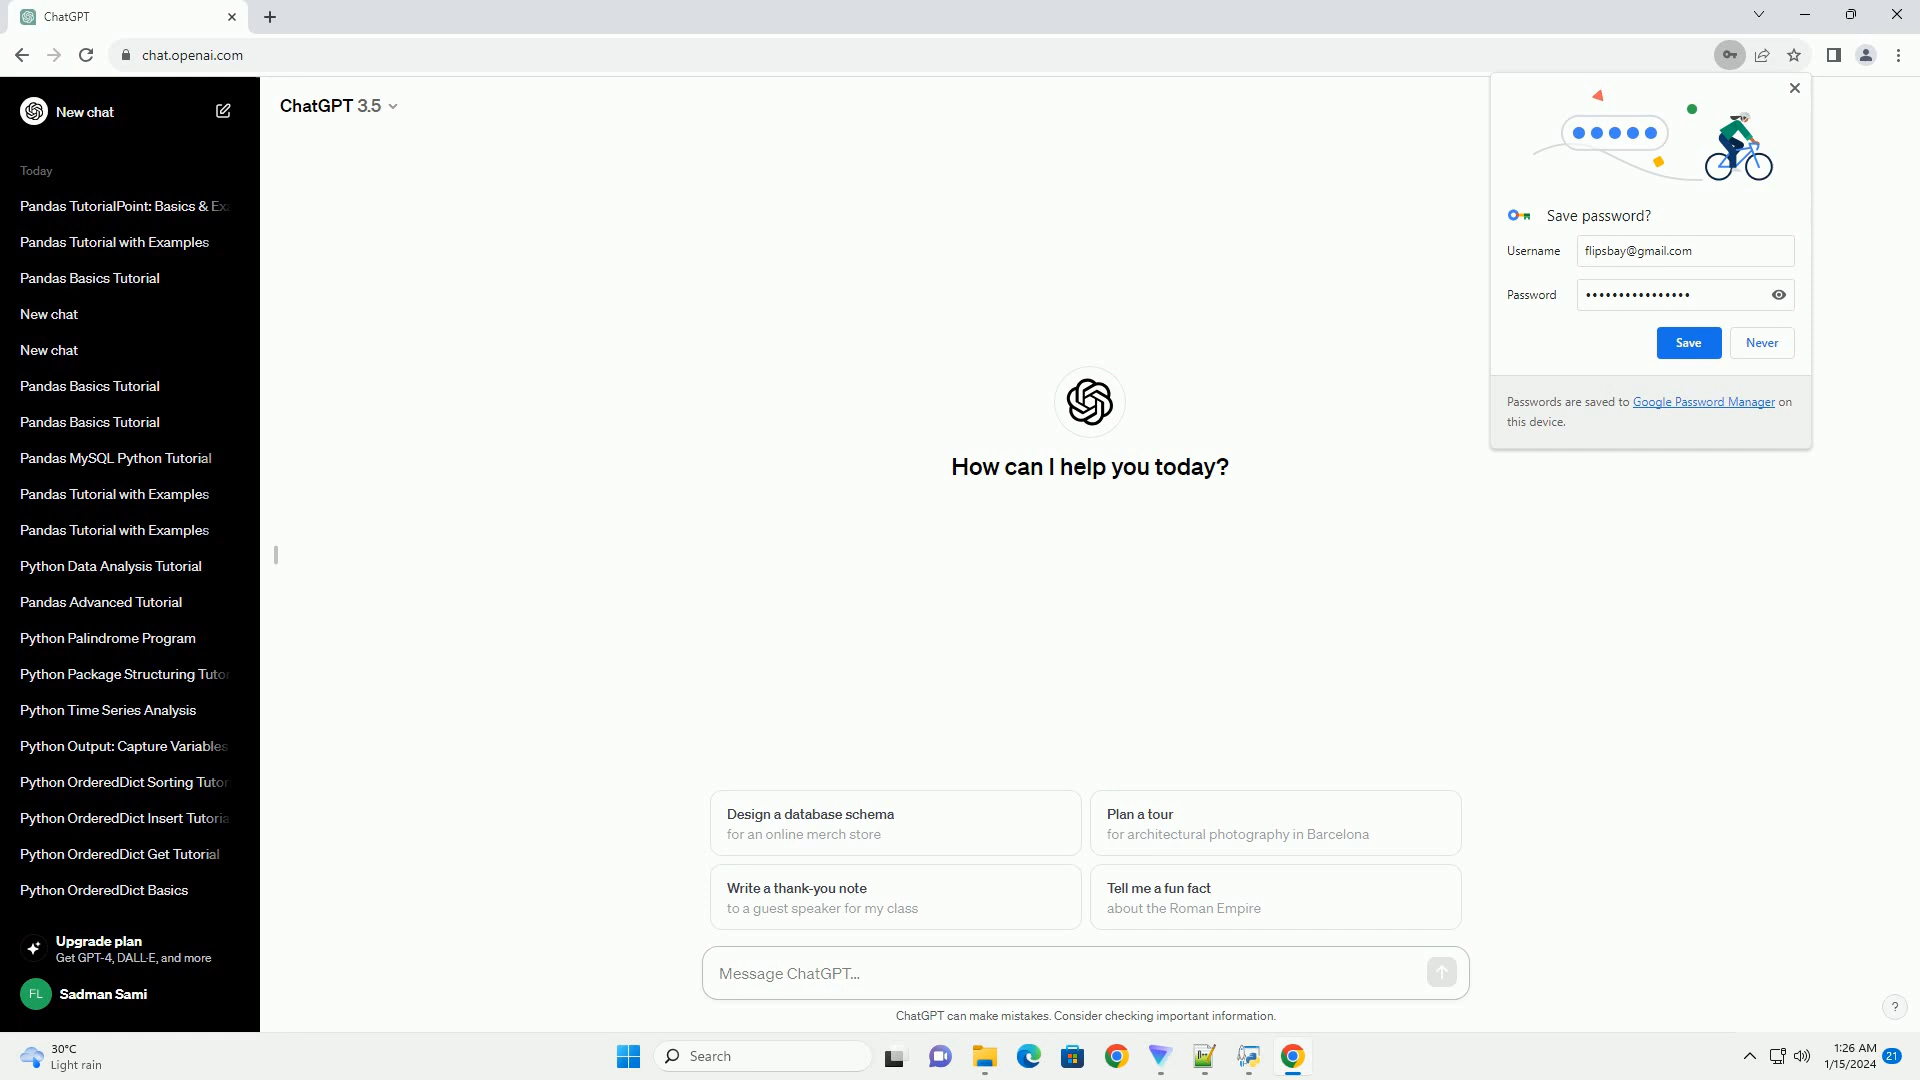 ChatGPT
chat.openai.com
New chat
Today
Pandas TutorialPoint: Basics &
Pandas Tutorial with Examples
Pandas Basics Tutorial
New chat
New chat
Pandas Basics Tutorial
Pandas Basics Tutorial
Pandas MySQL Python Tutorial
Pandas Tutorial with Examples
Pandas Tutorial with Examples
Python Data Analysis Tutorial
Pandas Advanced Tutorial
Python Palindrome Program
Python Package Structuring Tutor
Python Time Series Analysis
Python Output: Capture Variables
Python OrderedDict Sorting Tutor
Python OrderedDict Insert Tutoria
Python OrderedDict Get Tutorial
Python OrderedDict Basics
Upgrade plan
Get GPT-4, DALL·E, and more
FL Sadman Sami
ChatGPT 3.5
How can I help you today?
Design a database schema
for an online merch store
Plan a tour
for architectural photography in Barcelona
Write a thank-you note
to a guest speaker for my class
Tell me a fun fact
about the Roman Empire
Message ChatGPT...
ChatGPT can make mistakes. Consider checking important information.
?
Save password?
Username flipsbay@gmail.com
Password ••••••••••••••••
Save Never
Passwords are saved to Google Password Manager on
this device.
30°C
Light rain
Search
1:26 AM
1/15/2024
21